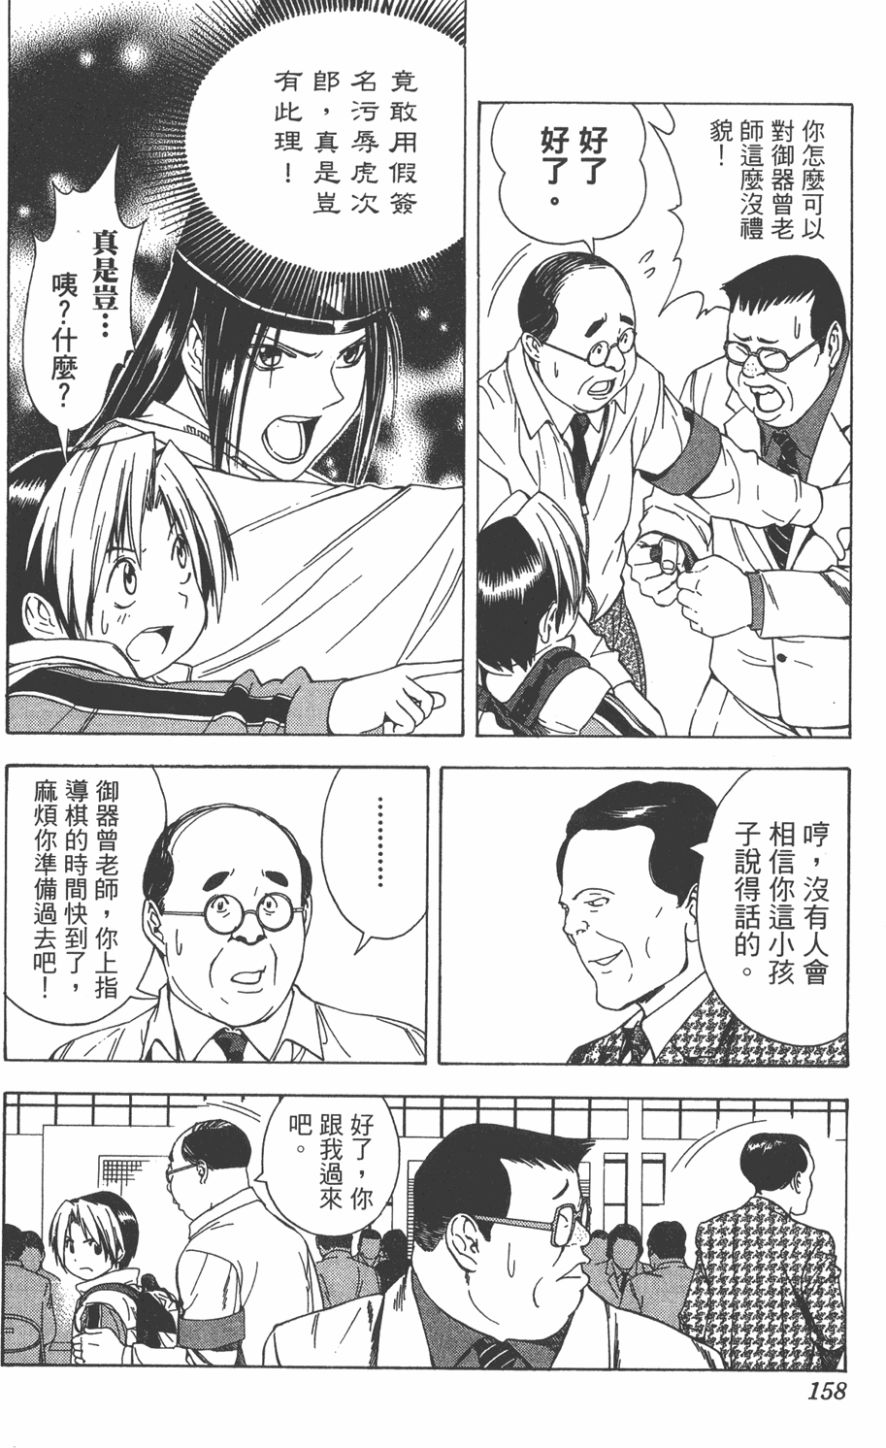 你怎麼可以
對御器曾老
師這麼沒禮
貌！
好了
好了。
竟敢用假簽
名污辱虎次
郎，真是豈
有此理！
真是豈…
咦？什麼？
哼，沒有人會
相信你這小孩
子說得話的。
…………
御器曾老師，你上指
導棋的時間快到了，
麻煩你準備過去吧！
好了，你
跟我過來
吧。
158